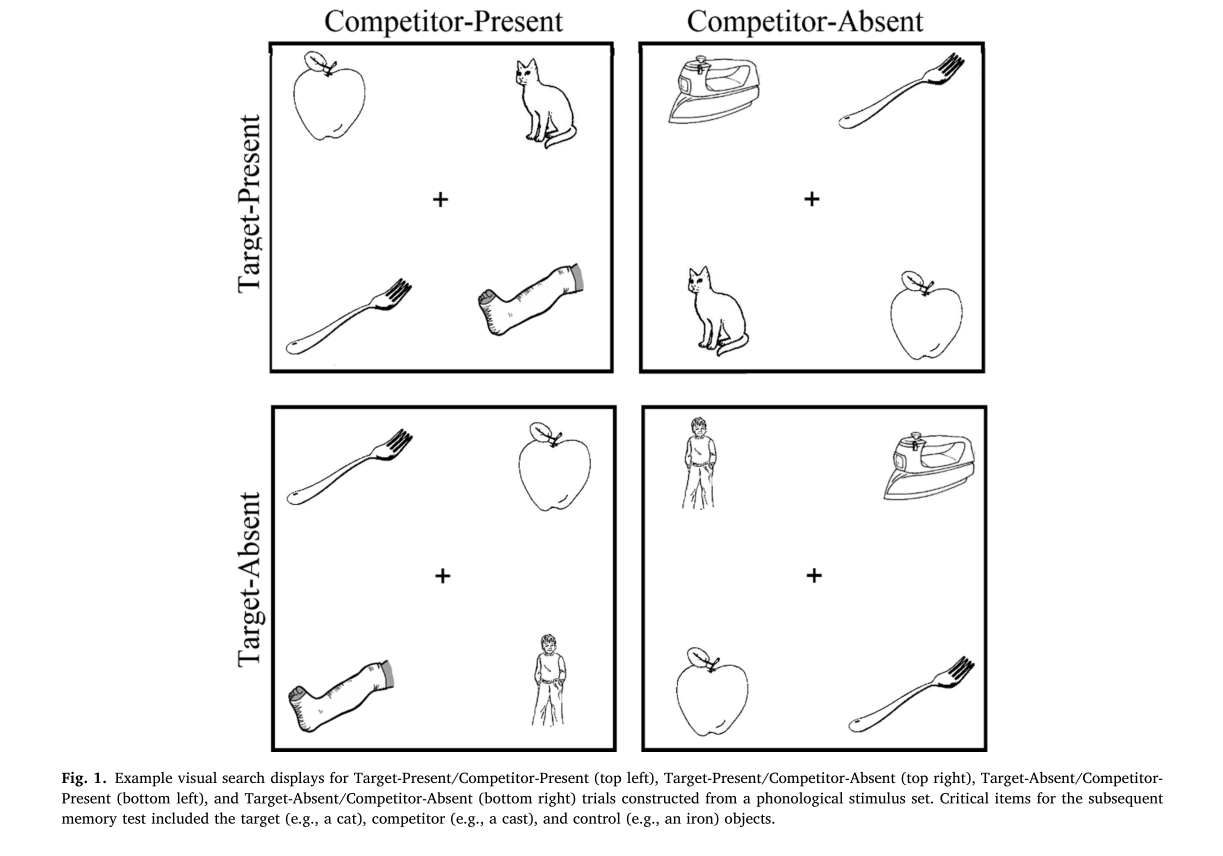 Competitor-Present Competitor-Absent
Target-Present
+ +
Target-Absent
+ +
Fig. 1. Example visual search displays for Target-Present/Competitor-Present (top left), Target-Present/Competitor-Absent (top right), Target-Absent/Competitor-
Present (bottom left), and Target-Absent/Competitor-Absent (bottom right) trials constructed from a phonological stimulus set. Critical items for the subsequent
memory test included the target (e.g., a cat), competitor (e.g., a cast), and control (e.g., an iron) objects.